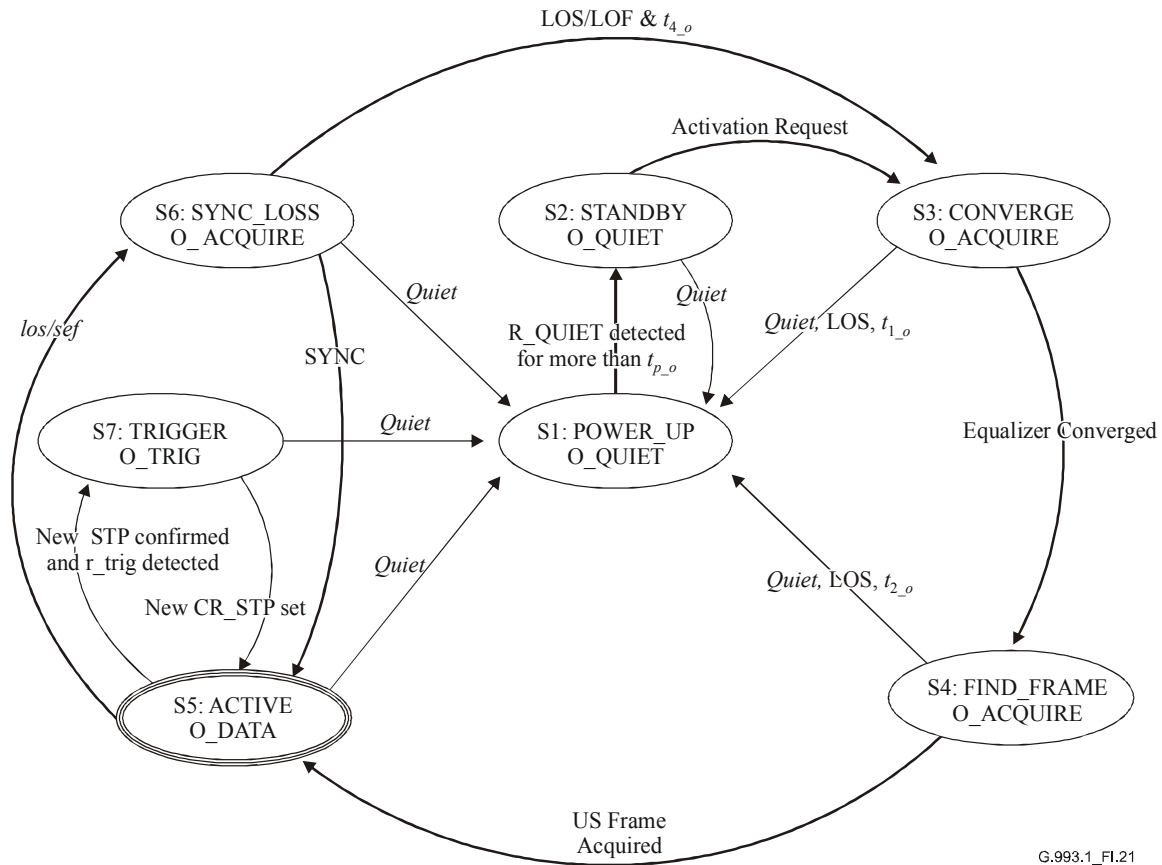 LOS/LOF & t4_o
Activation Request
S6: SYNC_LOSS
O_ACQUIRE
S2: STANDBY
O_QUIET
S3: CONVERGE
O_ACQUIRE
Quiet
Quiet
los/sef
R_QUIET detected
for more than tp_o
Quiet, LOS, t1_o
SYNC
S7: TRIGGER
O_TRIG
Quiet
S1: POWER_UP
O_QUIET
Equalizer Converged
New STP confirmed
and r_trig detected
Quiet
Quiet, LOS, t2_o
New CR_STP set
S5: ACTIVE
O_DATA
S4: FIND_FRAME
O_ACQUIRE
US Frame
Acquired
G.993.1_FI.21